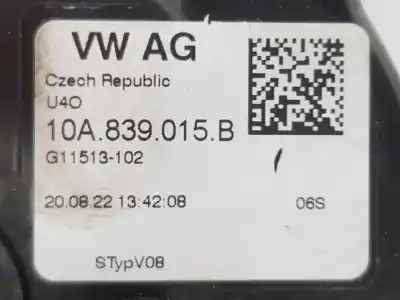 VW AG
Czech Republic
U4O
10A.839.015.B
G11513-102
20.08.22 13:42:08 06S
STypV08